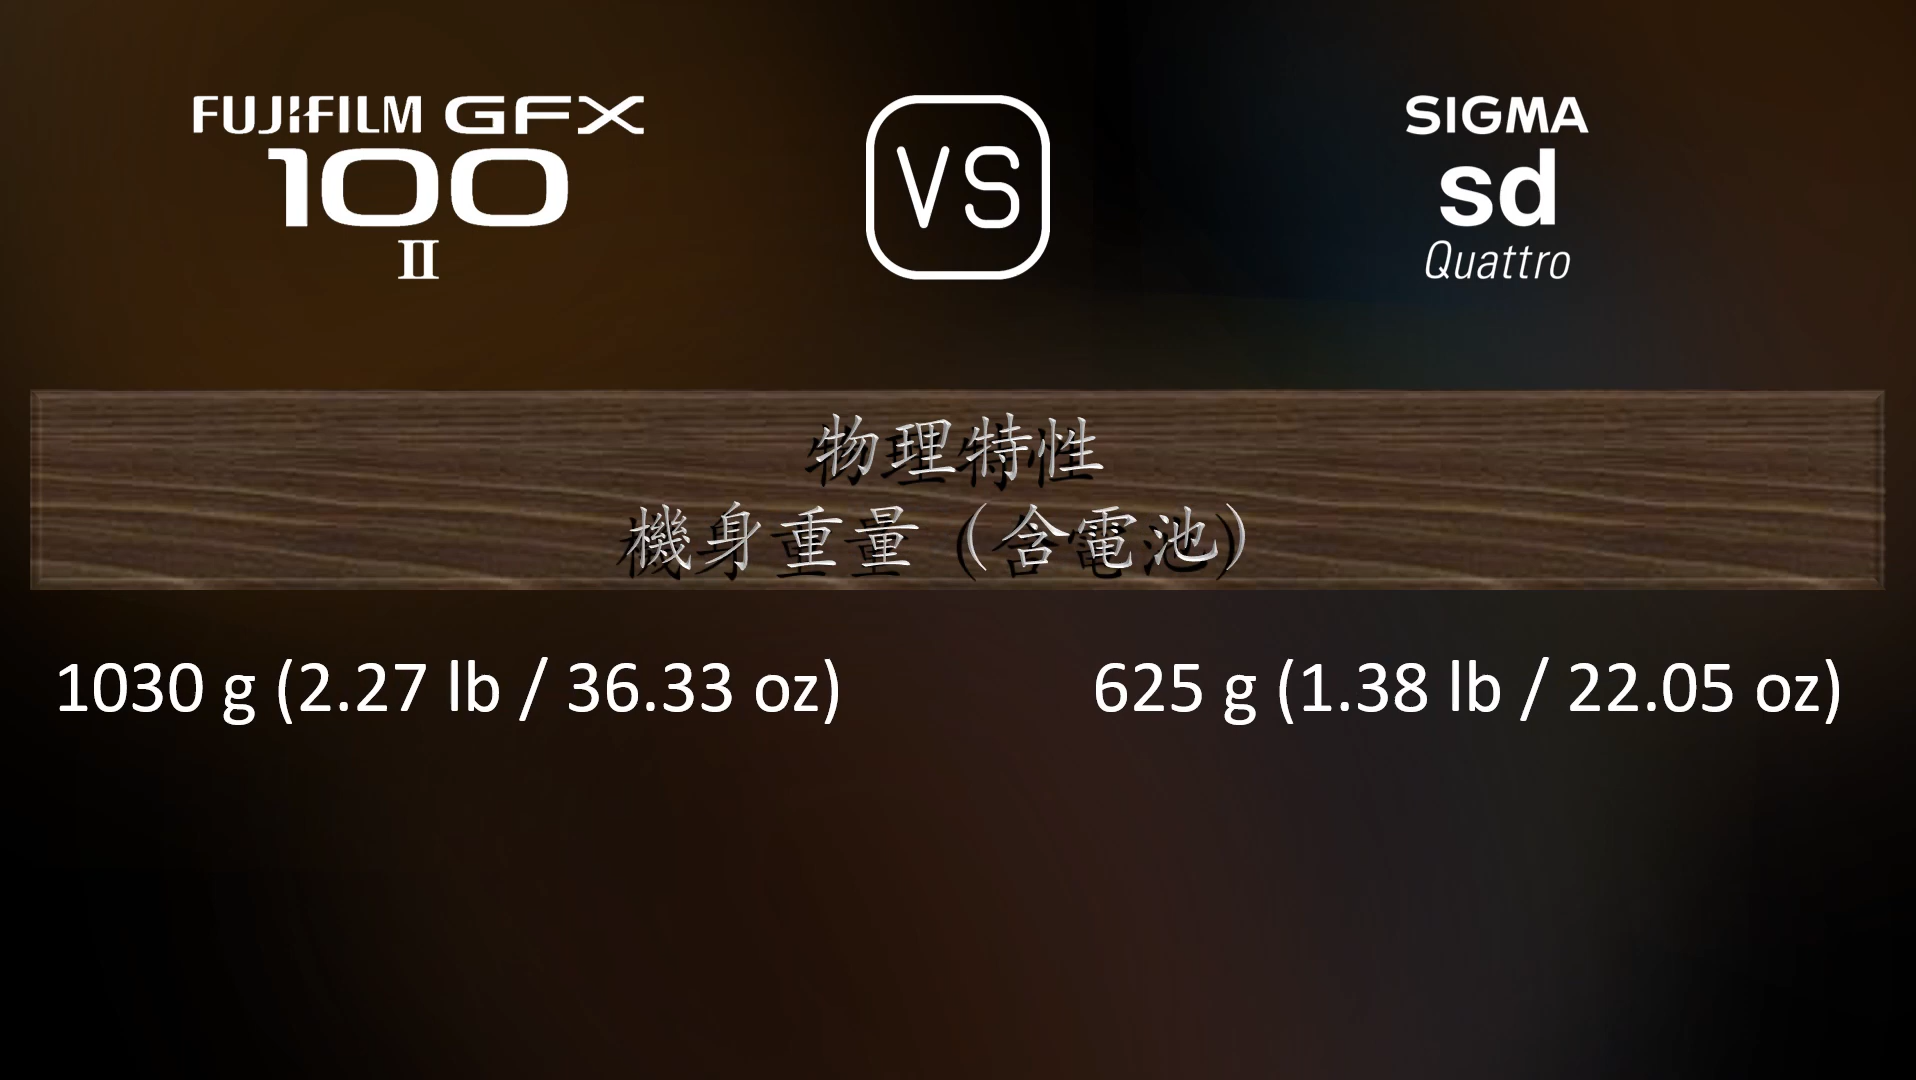 FUJIFILM GFX
100
II
VS
SIGMA
sd
Quattro
物理特性
機身重量（含電池）
1030 g (2.27 lb / 36.33 oz)
625 g (1.38 lb / 22.05 oz)